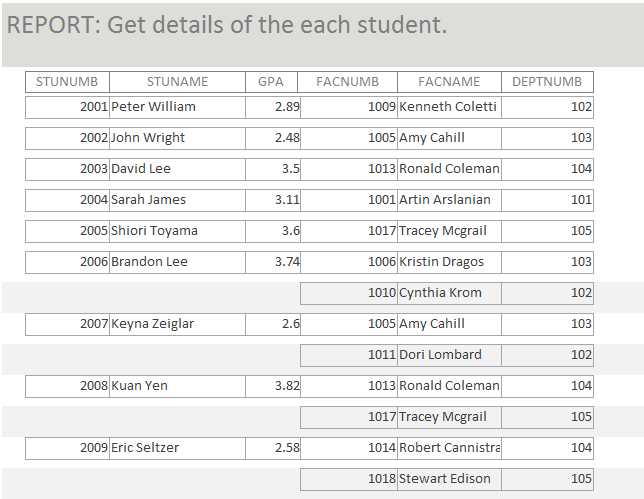 REPORT: Get details of the each student.
STUNUMB STUNAME GPA FACNUMB FACNAME DEPTNUMB
2001 Peter William 2.89 1009 Kenneth Coletti 102
2002 John Wright 2.48 1005 Amy Cahill 103
2003 David Lee 3.5 1013 Ronald Coleman 104
2004 Sarah James 3.11 1001 Artin Arslanian 101
2005 Shiori Toyama 3.6 1017 Tracey Mcgrail 105
2006 Brandon Lee 3.74 1006 Kristin Dragos 103
1010 Cynthia Krom 102
2007 Keyna Zeiglar 2.6 1005 Amy Cahill 103
1011 Dori Lombard 102
2008 Kuan Yen 3.82 1013 Ronald Coleman 104
1017 Tracey Mcgrail 105
2009 Eric Seltzer 2.58 1014 Robert Cannistra 104
1018 Stewart Edison 105